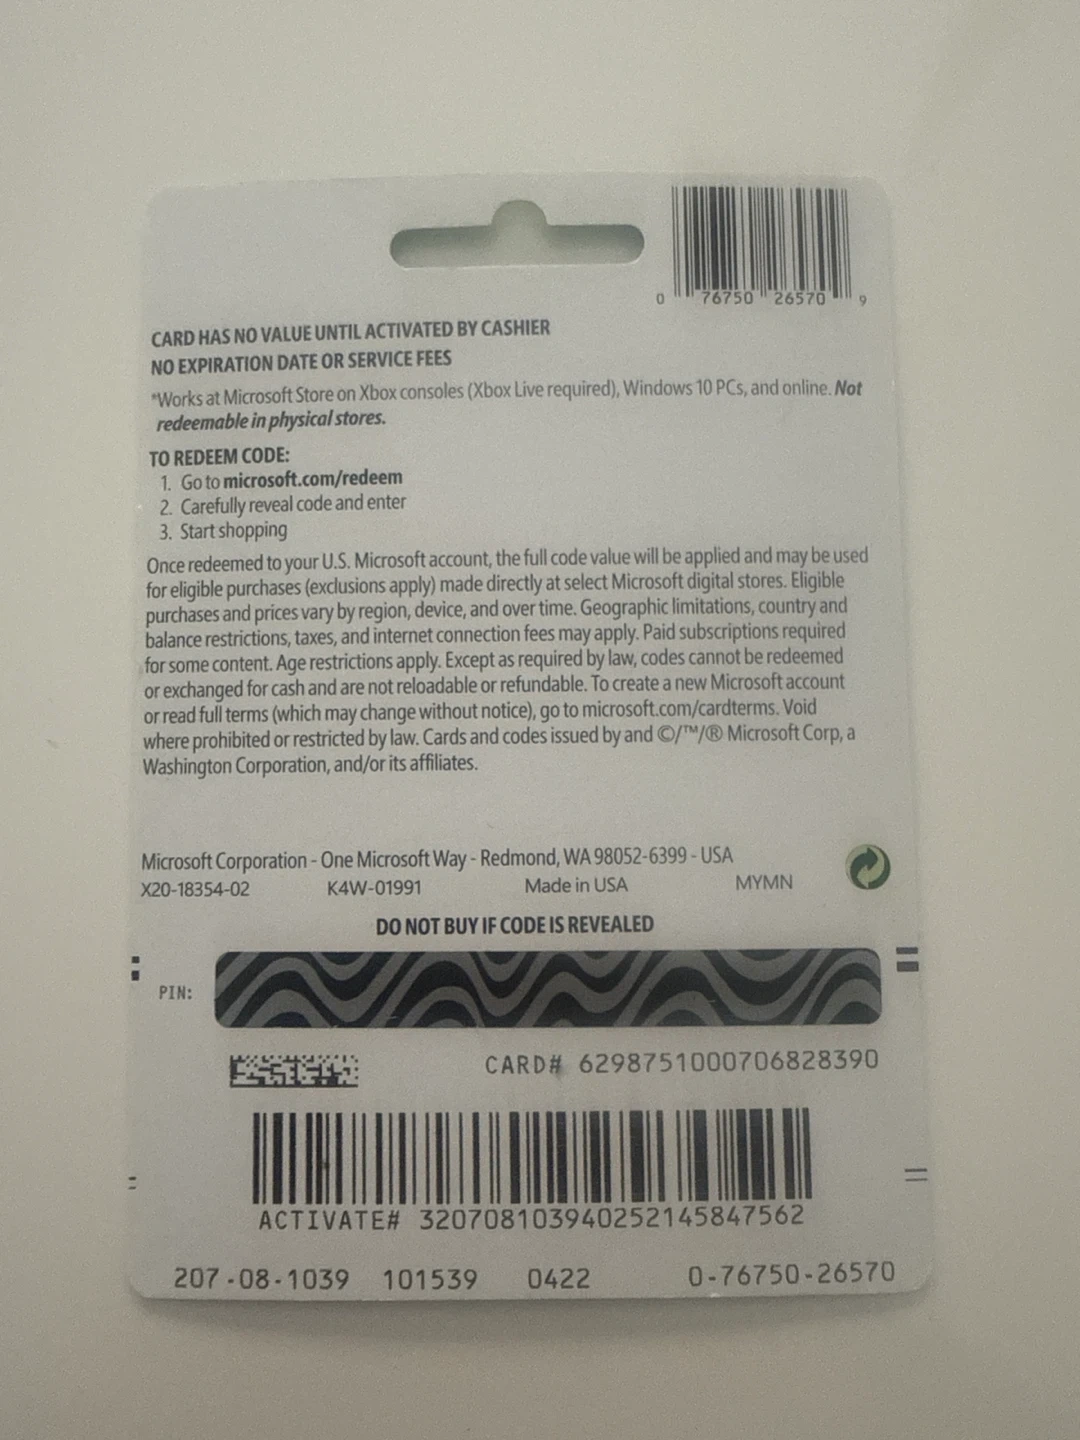 0 76750 26570 9
CARD HAS NO VALUE UNTIL ACTIVATED BY CASHIER
NO EXPIRATION DATE OR SERVICE FEES
*Works at Microsoft Store on Xbox consoles (Xbox Live required), Windows 10 PCs, and online. Not
redeemable in physical stores.
TO REDEEM CODE:
1. Go to microsoft.com/redeem
2. Carefully reveal code and enter
3. Start shopping
Once redeemed to your U.S. Microsoft account, the full code value will be applied and may be used
for eligible purchases (exclusions apply) made directly at select Microsoft digital stores. Eligible
purchases and prices vary by region, device, and over time. Geographic limitations, country and
balance restrictions, taxes, and internet connection fees may apply. Paid subscriptions required
for some content. Age restrictions apply. Except as required by law, codes cannot be redeemed
or exchanged for cash and are not reloadable or refundable. To create a new Microsoft account
or read full terms (which may change without notice), go to microsoft.com/cardterms. Void
where prohibited or restricted by law. Cards and codes issued by and ©/™/® Microsoft Corp, a
Washington Corporation, and/or its affiliates.
Microsoft Corporation - One Microsoft Way - Redmond, WA 98052-6399 - USA
X20-18354-02 K4W-01991 Made in USA MYMN
DO NOT BUY IF CODE IS REVEALED
PIN:
CARD# 6298751000706828390
ACTIVATE# 320708103940252145847562
207-08-1039 101539 0422 0-76750-26570